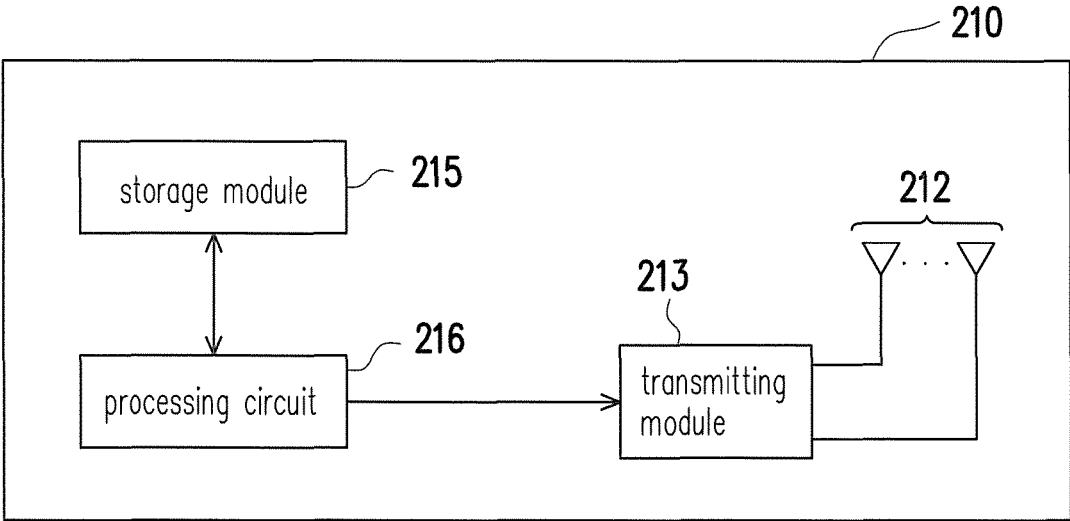 210
storage module
215
212
213
216
processing circuit
transmitting
module